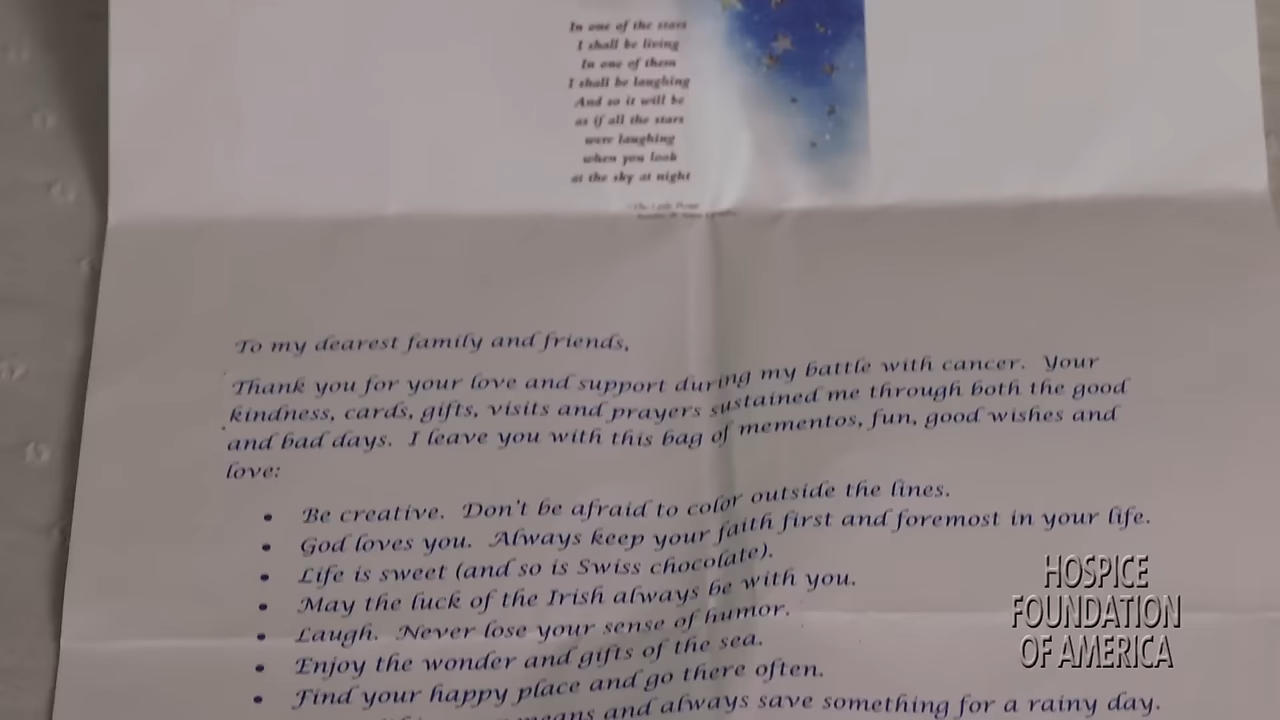 In one of the stars
I shall be living
In one of them
I shall be laughing
And so it will be
as if all the stars
were laughing
when you look
at the sky at night
To my dearest family and friends,
Thank you for your love and support during my battle with cancer. Your
kindness, cards, gifts, visits and prayers sustained me through both the good
and bad days. I leave you with this bag of mementos, fun, good wishes and
love:
• Be creative. Don't be afraid to color outside the lines.
• God loves you. Always keep your faith first and foremost in your life.
• Life is sweet (and so is Swiss chocolate).
• May the luck of the Irish always be with you.
• Laugh. Never lose your sense of humor.
• Enjoy the wonder and gifts of the sea.
• Find your happy place and go there often.
means and always save something for a rainy day.
HOSPICE
FOUNDATION
OF AMERICA